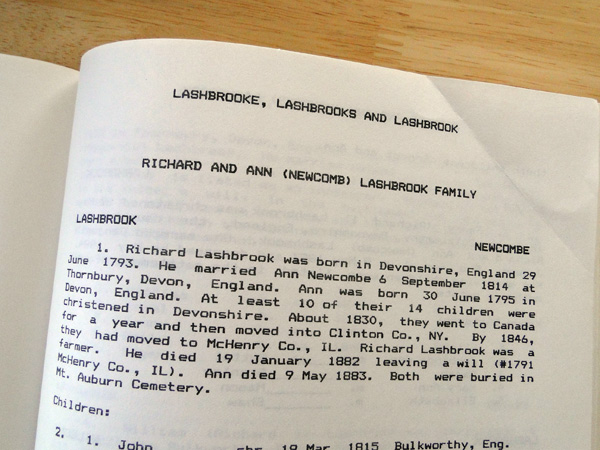 LASHBROOKE, LASHBROOKS AND LASHBROOK
RICHARD AND ANN (NEWCOMB) LASHBROOK FAMILY
LASHBROOK NEWCOMBE
1. Richard Lashbrook was born in Devonshire, England 29
June 1793. He married Ann Newcombe 6 September 1814 at
Thornbury, Devon, England. Ann was born 30 June 1795 in
Devon, England. At least 10 of their 14 children were
christened in Devonshire. About 1830, they went to Canada
for a year and then moved into Clinton Co., NY. By 1846,
they had moved to McHenry Co., IL. Richard Lashbrook was a
farmer. He died 19 January 1882 leaving a will (#1791
McHenry Co., IL). Ann died 9 May 1883. Both were buried in
Mt. Auburn Cemetery.
Children:
2. 1. John chr. 19 Mar. 1815 Bulkworthy, Eng.